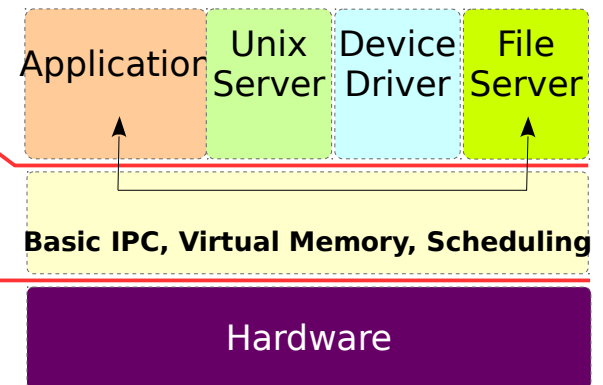 Application
Unix
Server
Device
Driver
File
Server
Basic IPC, Virtual Memory, Scheduling
Hardware